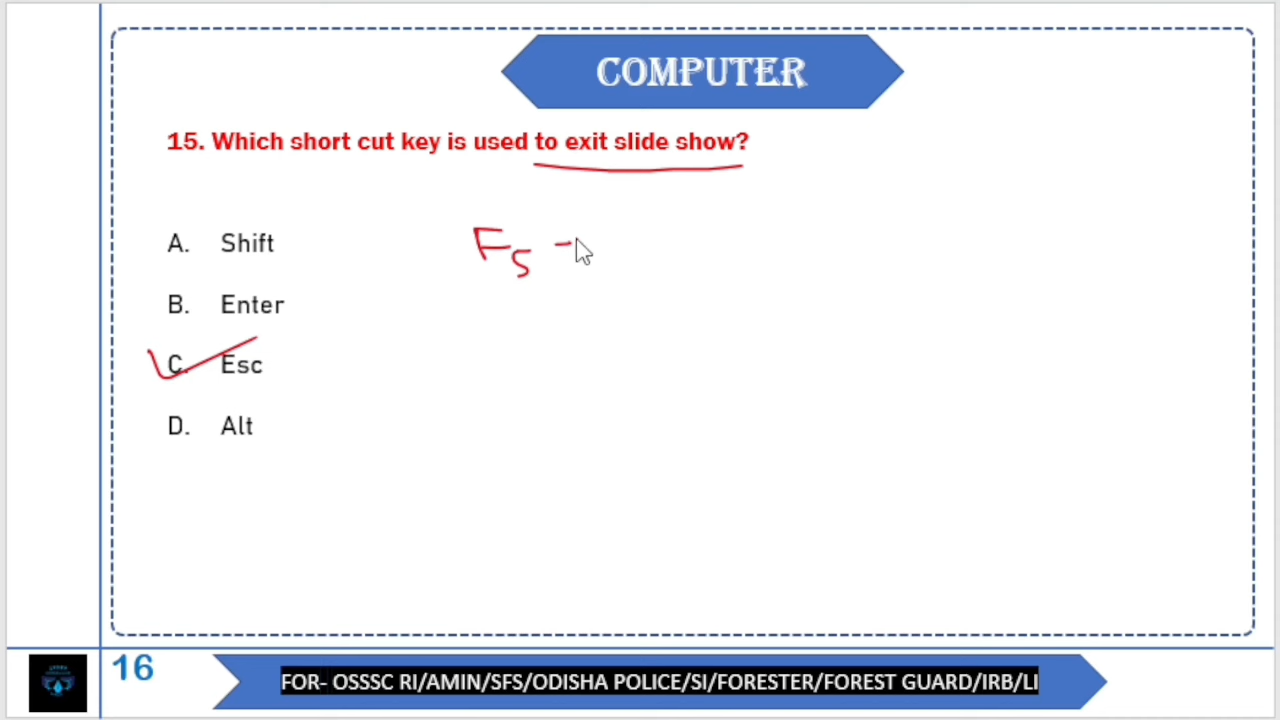 COMPUTER
15. Which short cut key is used to exit slide show?
A. Shift
F5 -
B. Enter
C. Esc
D. Alt
16
FOR- OSSSC RI/AMIN/SFS/ODISHA POLICE/SI/FORESTER/FOREST GUARD/IRB/LI